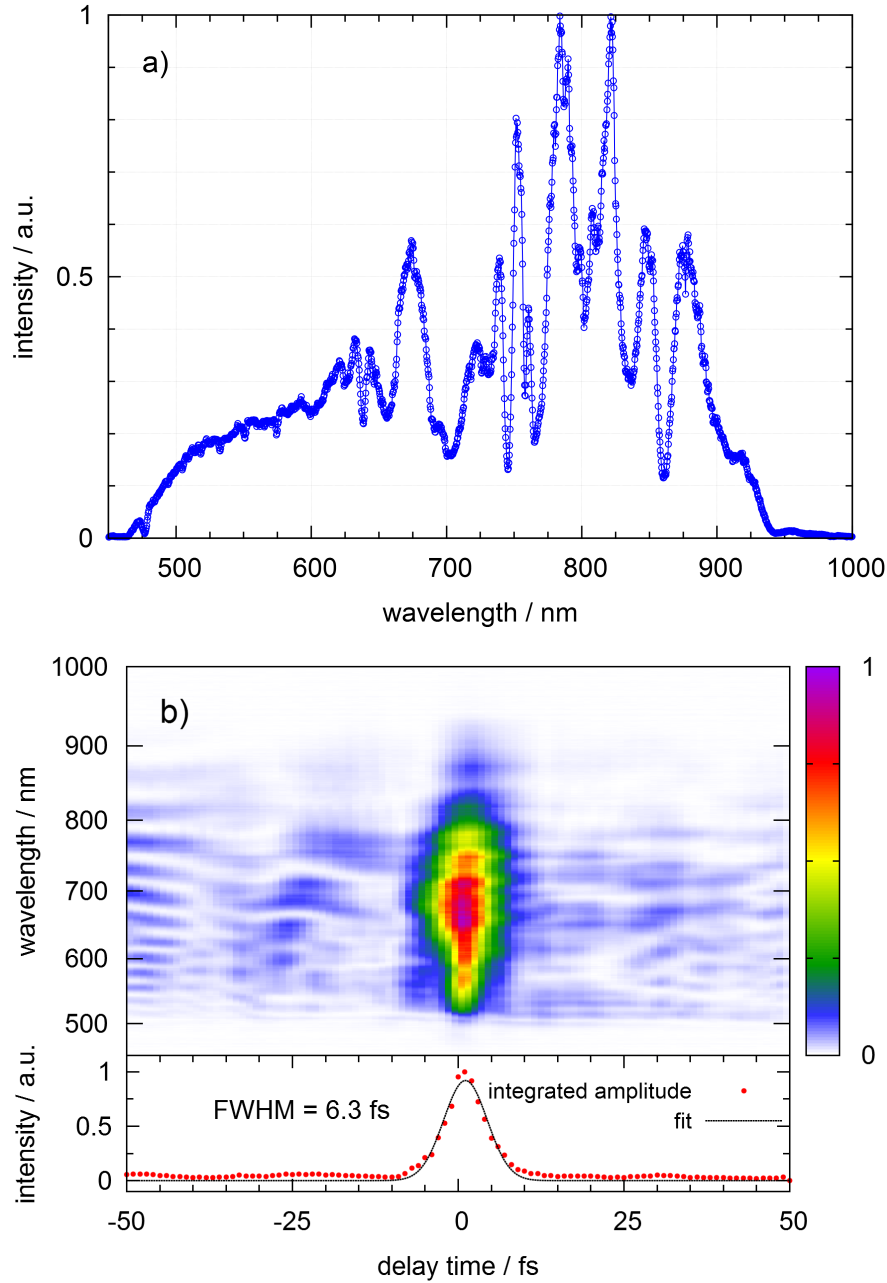 1
a)
intensity / a.u.
0.5
0
500 600 700 800 900 1000
wavelength / nm
1000
1
b)
900
wavelength / nm
800
700
600
500
0
intensity / a.u.
1
integrated amplitude
FWHM = 6.3 fs
fit
0.5
0
-50 -25 0 25 50
delay time / fs